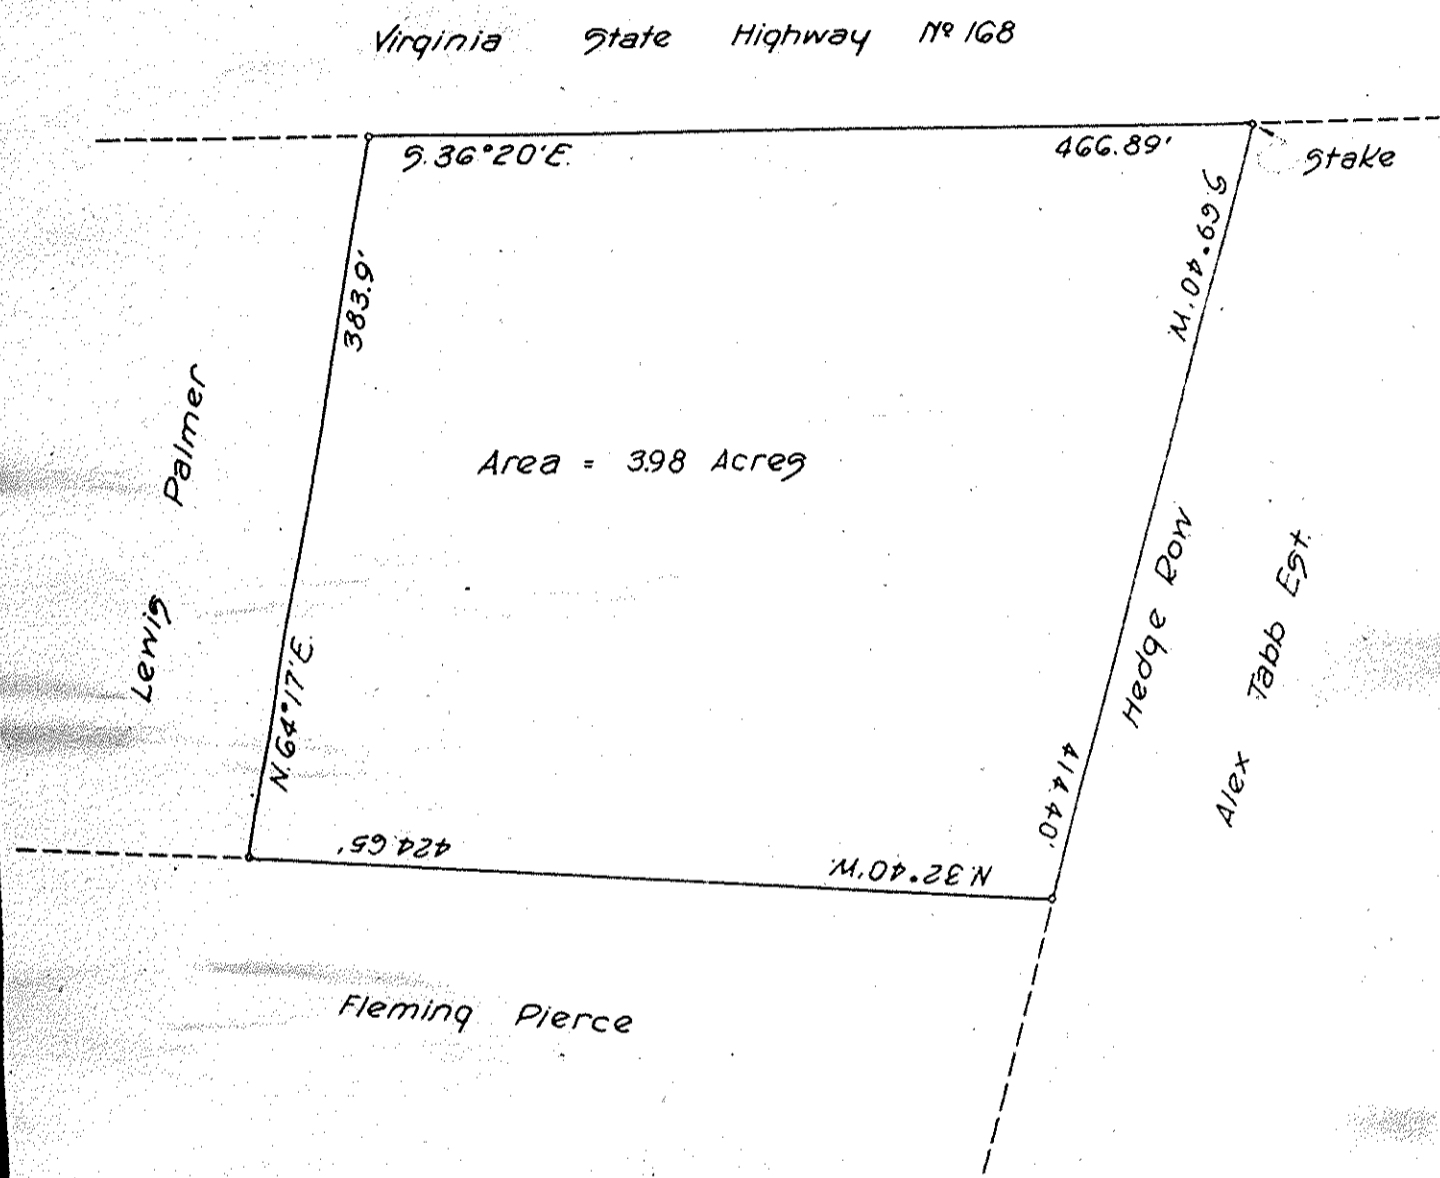 Virginia State Highway Nº 168
S. 36°20'E. 466.89'
Stake
S.69°40'W.
383.9'
Lewis Palmer
Area = 3.98 Acres
Hedge Row
Alex Tabb Est.
N.64°17'E.
414.40'
424.65'
N.32°40'W.
Fleming Pierce